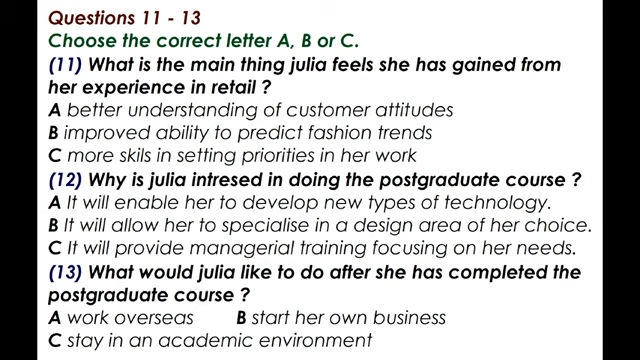 Questions 11 - 13
Choose the correct letter A, B or C.
(11) What is the main thing julia feels she has gained from
her experience in retail ?
A better understanding of customer attitudes
B improved ability to predict fashion trends
C more skils in setting priorities in her work
(12) Why is julia intresed in doing the postgraduate course ?
A It will enable her to develop new types of technology.
B It will allow her to specialise in a design area of her choice.
C It will provide managerial training focusing on her needs.
(13) What would julia like to do after she has completed the
postgraduate course ?
A work overseas B start her own business
C stay in an academic environment